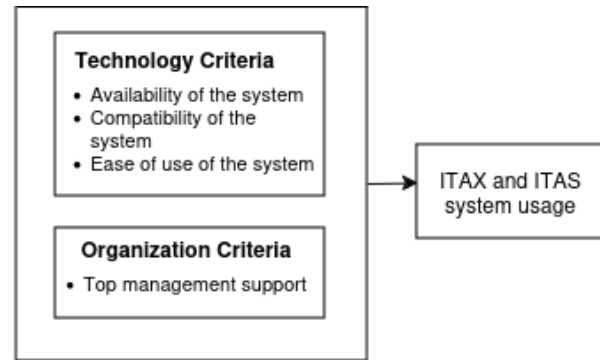 Technology Criteria
• Availability of the system
• Compatibility of the
system
• Ease of use of the system
Organization Criteria
• Top management support
ITAX and ITAS
system usage